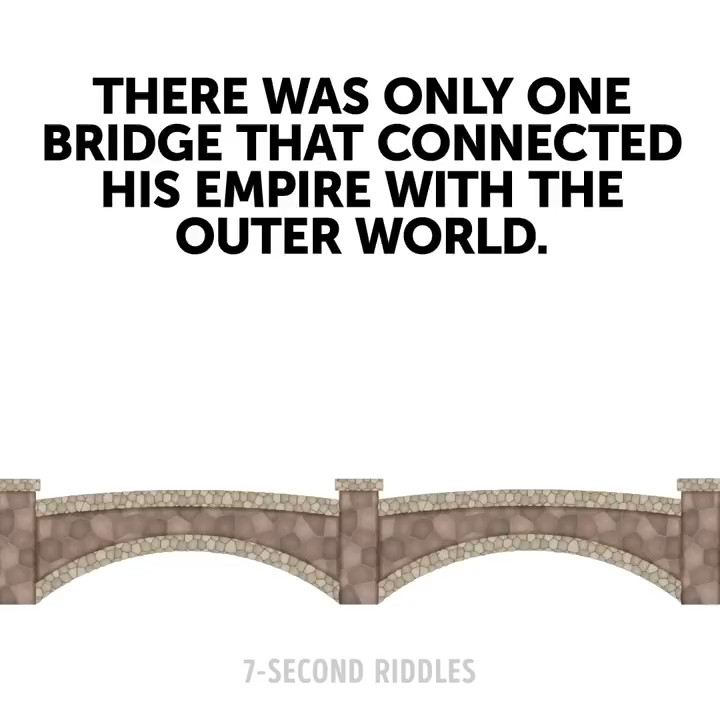 THERE WAS ONLY ONE
BRIDGE THAT CONNECTED
HIS EMPIRE WITH THE
OUTER WORLD.
7-SECOND RIDDLES